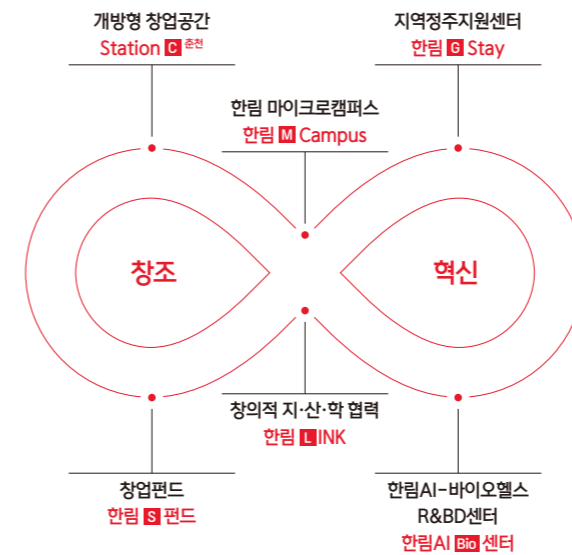 개방형 창업공간
Station C 춘천
지역정주지원센터
한림 G Stay
한림 마이크로캠퍼스
한림 M Campus
창조
혁신
창의적 지·산·학 협력
한림 LINK
창업펀드
한림 S 펀드
한림AI-바이오헬스
R&BD센터
한림AI Bio 센터